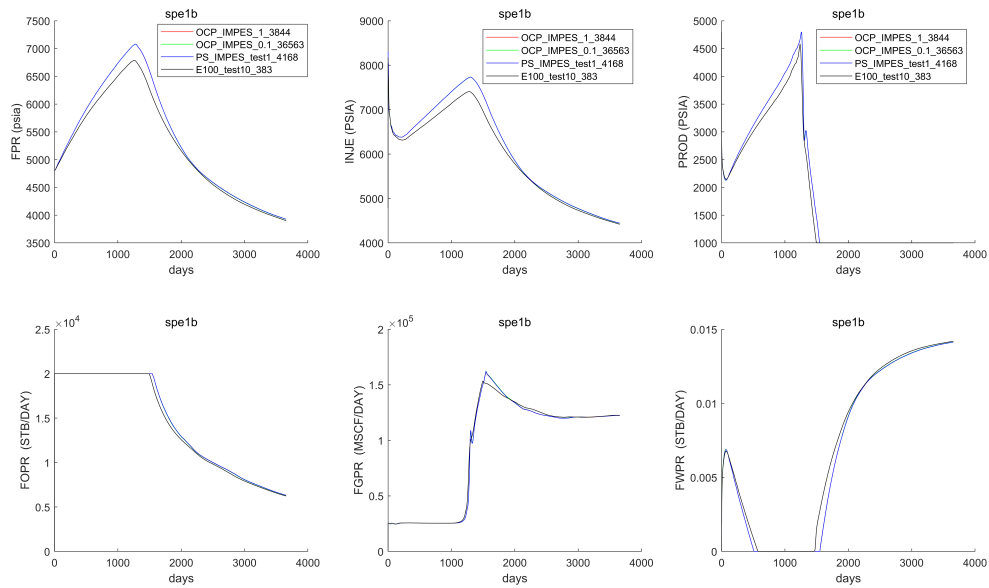 spe1b
FPR (psia)
7500
7000
6500
6000
5500
5000
4500
4000
3500
OCP_IMPES_1_3844
OCP_IMPES_0.1_36563
PS_IMPES_test1_4168
E100_test10_383
0 1000 2000 3000 4000
days
spe1b
INJE (PSIA)
9000
8000
7000
6000
5000
4000
OCP_IMPES_1_3844
OCP_IMPES_0.1_36563
PS_IMPES_test1_4168
E100_test10_383
0 1000 2000 3000 4000
days
spe1b
PROD (PSIA)
5000
4500
4000
3500
3000
2500
2000
1500
1000
OCP_IMPES_1_3844
OCP_IMPES_0.1_36563
PS_IMPES_test1_4168
E100_test10_383
0 1000 2000 3000 4000
days
spe1b
×10⁴
FOPR (STB/DAY)
2.5
2
1.5
1
0.5
0
0 1000 2000 3000 4000
days
spe1b
×10⁵
FGPR (MSCF/DAY)
2
1.5
1
0.5
0
0 1000 2000 3000 4000
days
spe1b
FWPR (STB/DAY)
0.015
0.01
0.005
0
0 1000 2000 3000 4000
days